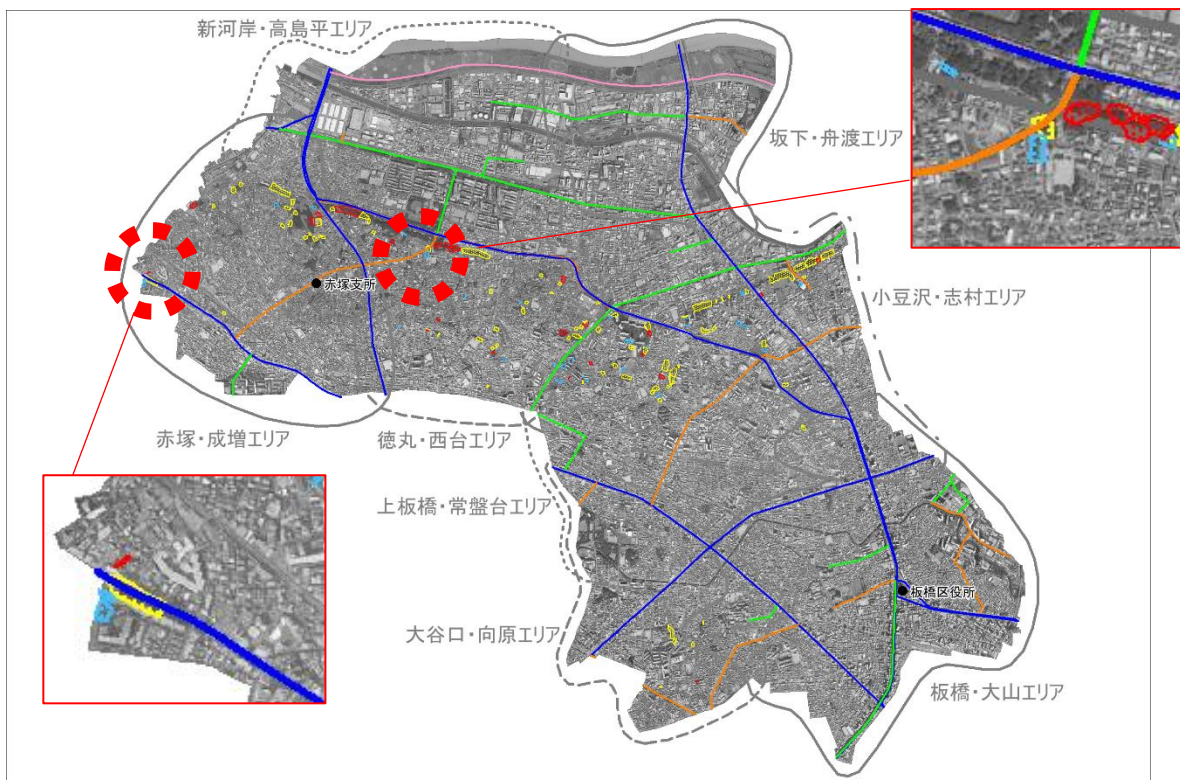 新河岸・高島平エリア
坂下・舟渡エリア
赤塚支所
小豆沢・志村エリア
赤塚・成増エリア
徳丸・西台エリア
上板橋・常盤台エリア
板橋区役所
大谷口・向原エリア
板橋・大山エリア